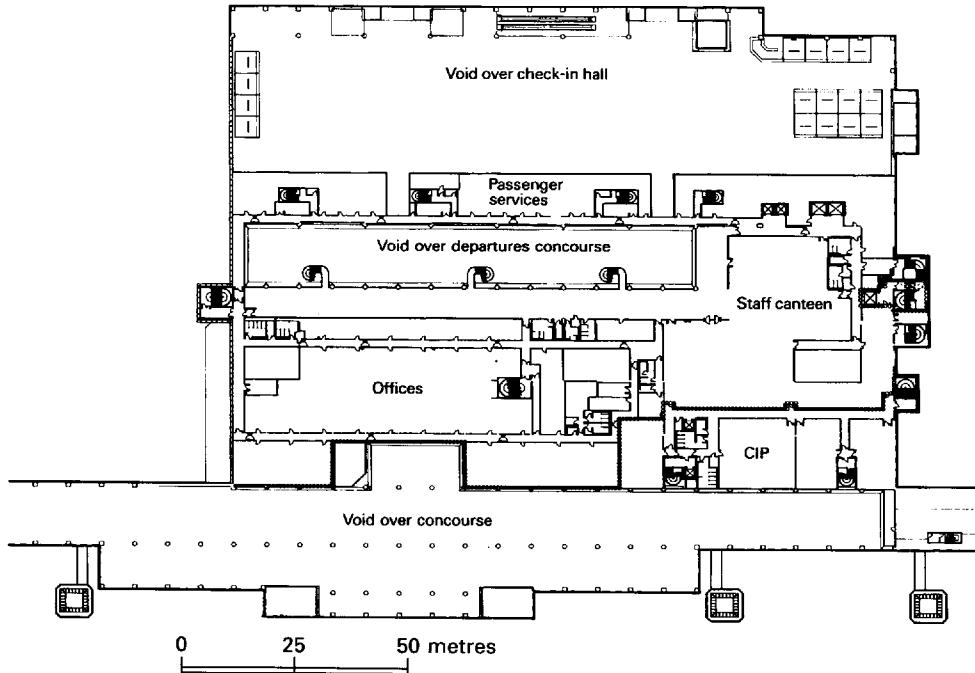 Void over check-in hall
Passenger
services
Void over departures concourse
Staff canteen
Offices
CIP
Void over concourse
0 25 50 metres